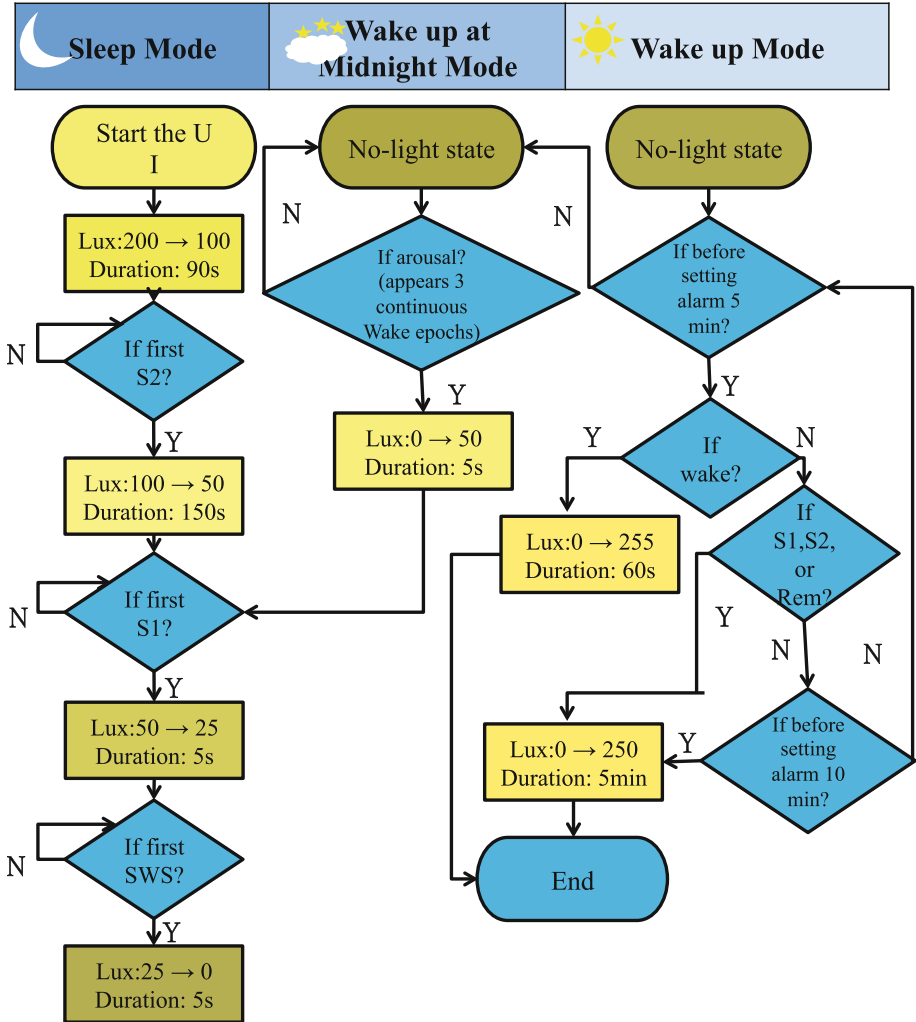 Sleep Mode
Wake up at
Midnight Mode
Wake up Mode
Start the U
I
Lux:200 → 100
Duration: 90s
If first
S2?
N
Y
Lux:100 → 50
Duration: 150s
If first
S1?
N
Y
Lux:50 → 25
Duration: 5s
If first
SWS?
N
Y
Lux:25 → 0
Duration: 5s
No-light state
N
If arousal?
(appears 3
continuous
Wake epochs)
Y
Lux:0 → 50
Duration: 5s
No-light state
N
If before
setting
alarm 5
min?
Y
If
wake?
Y
N
Lux:0 → 255
Duration: 60s
If
S1,S2,
or
Rem?
Y
N
N
If before
setting
alarm 10
min?
Y
Lux:0 → 250
Duration: 5min
End